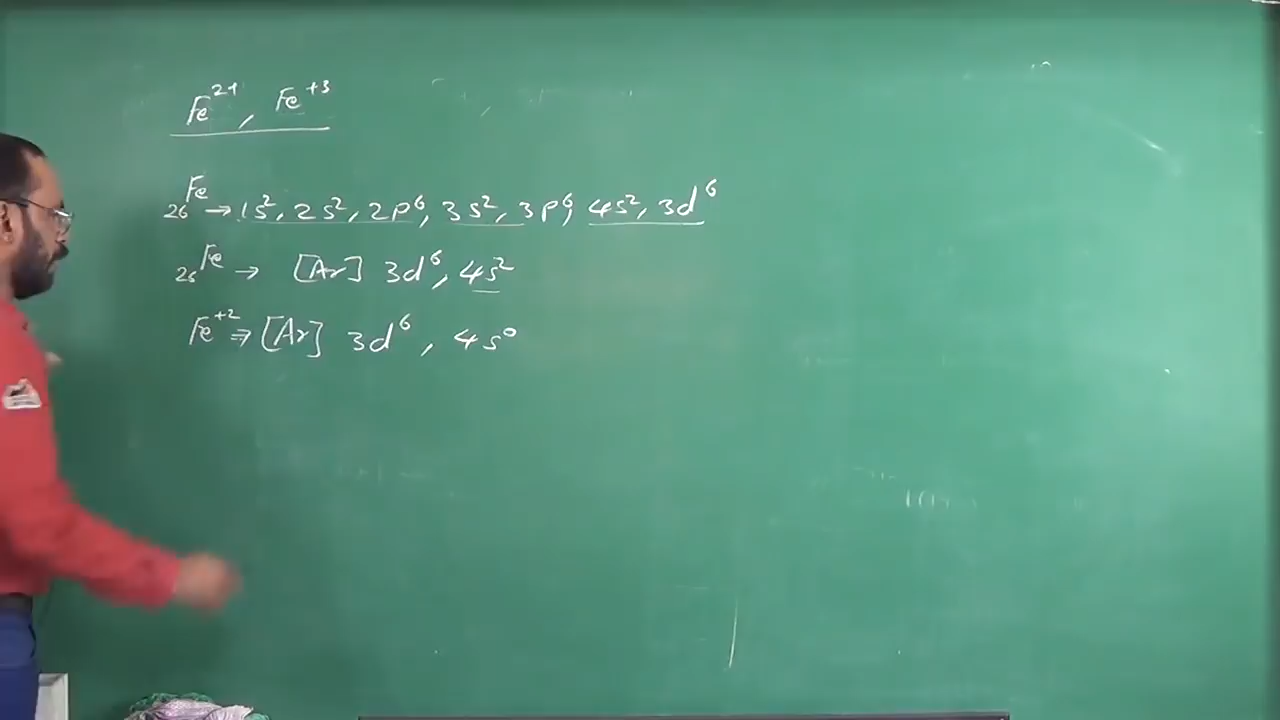 Fe²⁺, Fe⁺³
₂₆Fe → 1s², 2s², 2p⁶, 3s², 3p⁶, 4s², 3d⁶
₂₆Fe → [Ar] 3d⁶, 4s²
Fe⁺² ⇒ [Ar] 3d⁶, 4s⁰